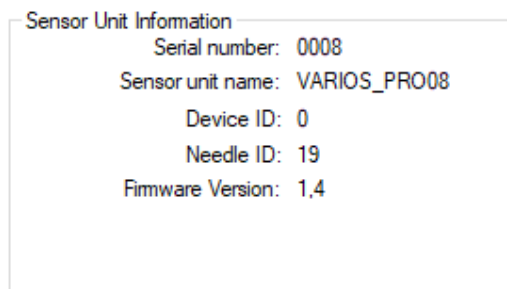 Sensor Unit Information
Serial number: 0008
Sensor unit name: VARIOS_PRO08
Device ID: 0
Needle ID: 19
Firmware Version: 1,4